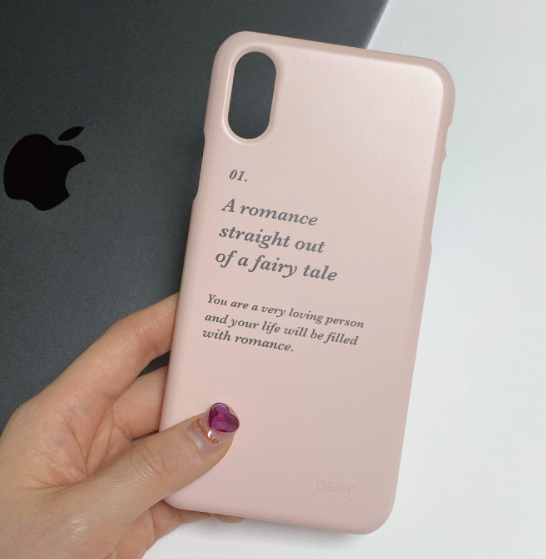 01.
A romance
straight out
of a fairy tale
You are a very loving person
and your life will be filled
with romance.
DEEP